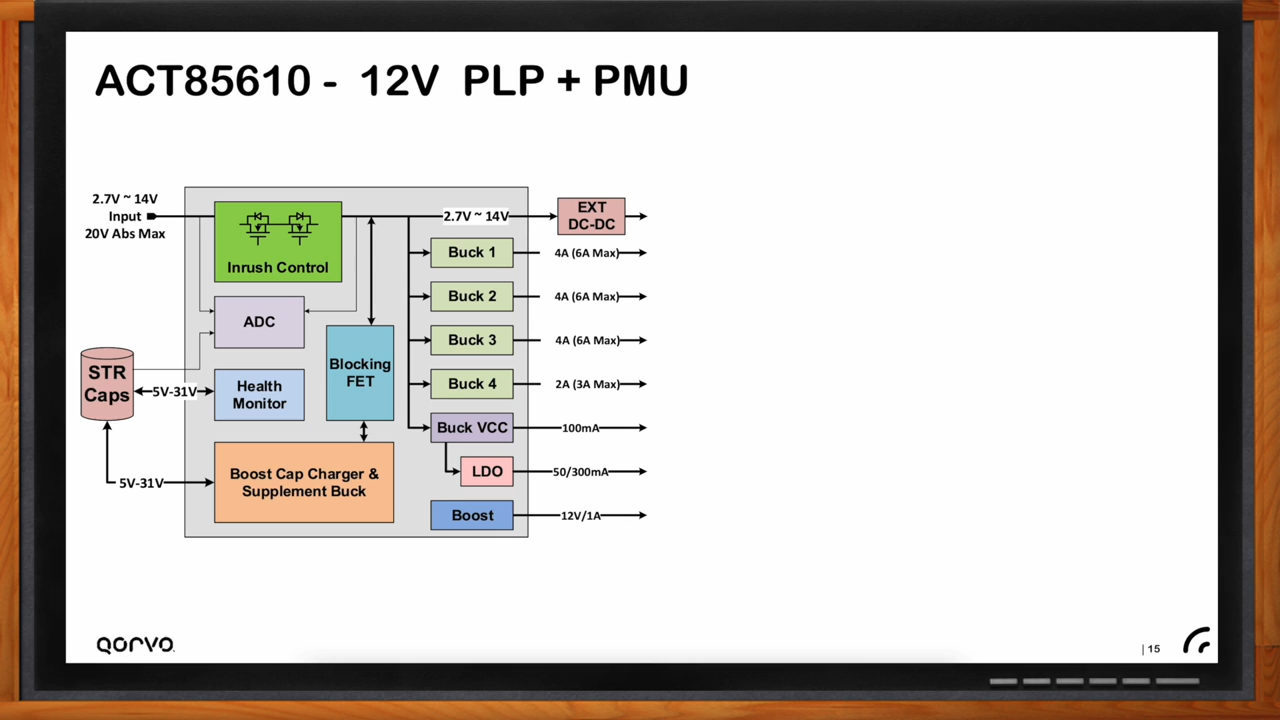 ACT85610 - 12V PLP + PMU
2.7V ~ 14V
Input
20V Abs Max
Inrush Control
2.7V ~ 14V
EXT
DC-DC
Buck 1
4A (6A Max)
ADC
Buck 2
4A (6A Max)
Blocking
FET
Buck 3
4A (6A Max)
STR
Caps
5V-31V
Health
Monitor
Buck 4
2A (3A Max)
Buck VCC
100mA
5V-31V
Boost Cap Charger &
Supplement Buck
LDO
50/300mA
Boost
12V/1A
QORVO
| 15